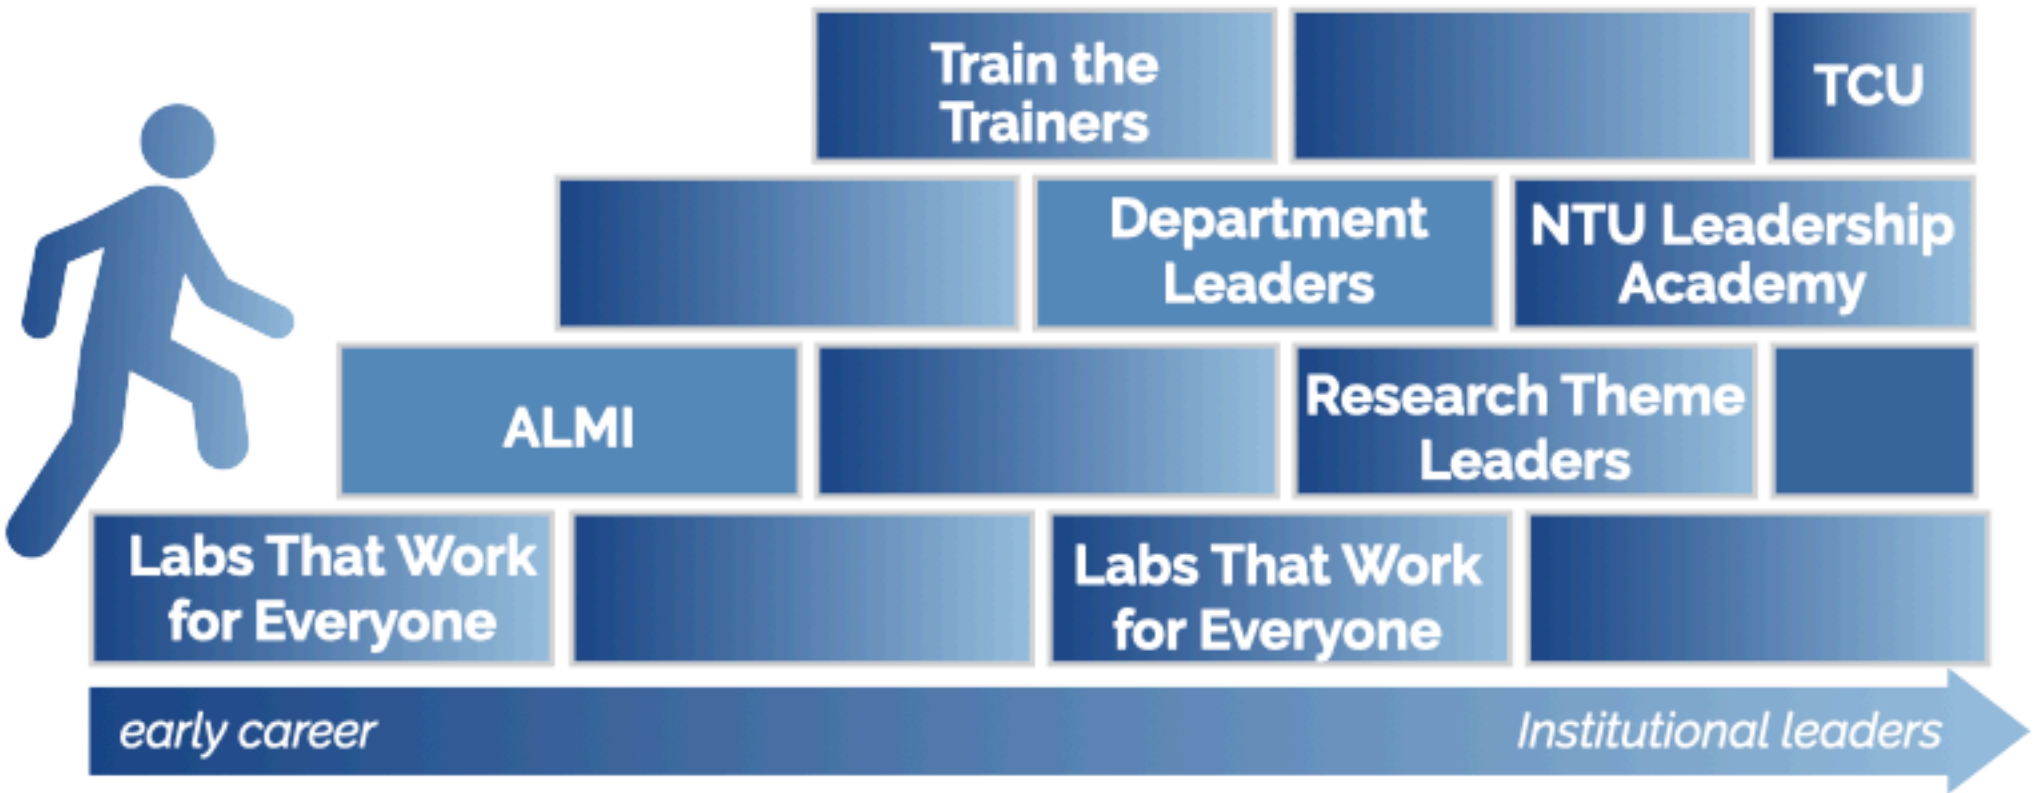 Train the
Trainers
TCU
Department
Leaders
NTU Leadership
Academy
ALMI
Research Theme
Leaders
Labs That Work
for Everyone
Labs That Work
for Everyone
early career
Institutional leaders